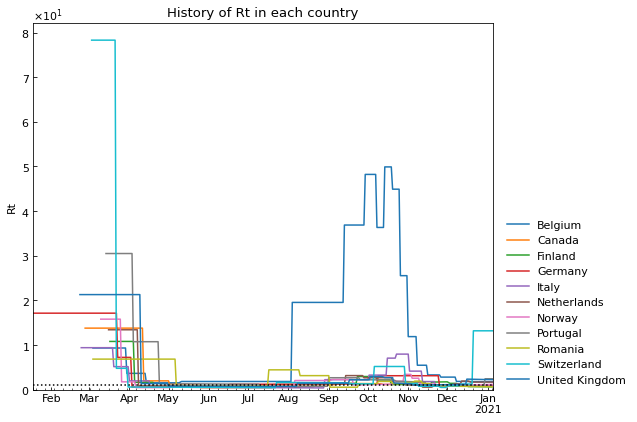 History of Rt in each country
×10¹
8
7
6
5
4
3
2
1
0
Rt
Feb Mar Apr May Jun Jul Aug Sep Oct Nov Dec Jan
2021
Belgium
Canada
Finland
Germany
Italy
Netherlands
Norway
Portugal
Romania
Switzerland
United Kingdom